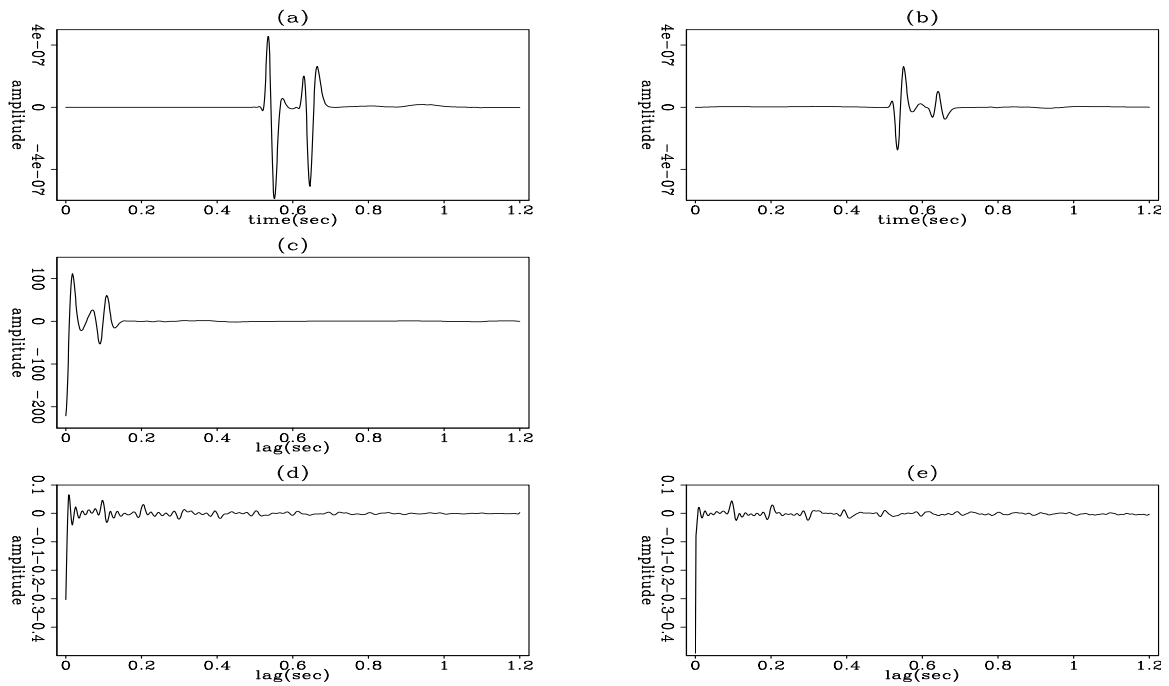 (a)
4e-07
0
-4e-07
amplitude
0 0.2 0.4 0.6 0.8 1 1.2
time(sec)
(b)
4e-07
0
-4e-07
amplitude
0 0.2 0.4 0.6 0.8 1 1.2
time(sec)
(c)
100
0
-100
-200
amplitude
0 0.2 0.4 0.6 0.8 1 1.2
lag(sec)
(d)
0.1
0
-0.1
-0.2
-0.3
-0.4
amplitude
0 0.2 0.4 0.6 0.8 1 1.2
lag(sec)
(e)
0.1
0
-0.1
-0.2
-0.3
-0.4
amplitude
0 0.2 0.4 0.6 0.8 1 1.2
lag(sec)